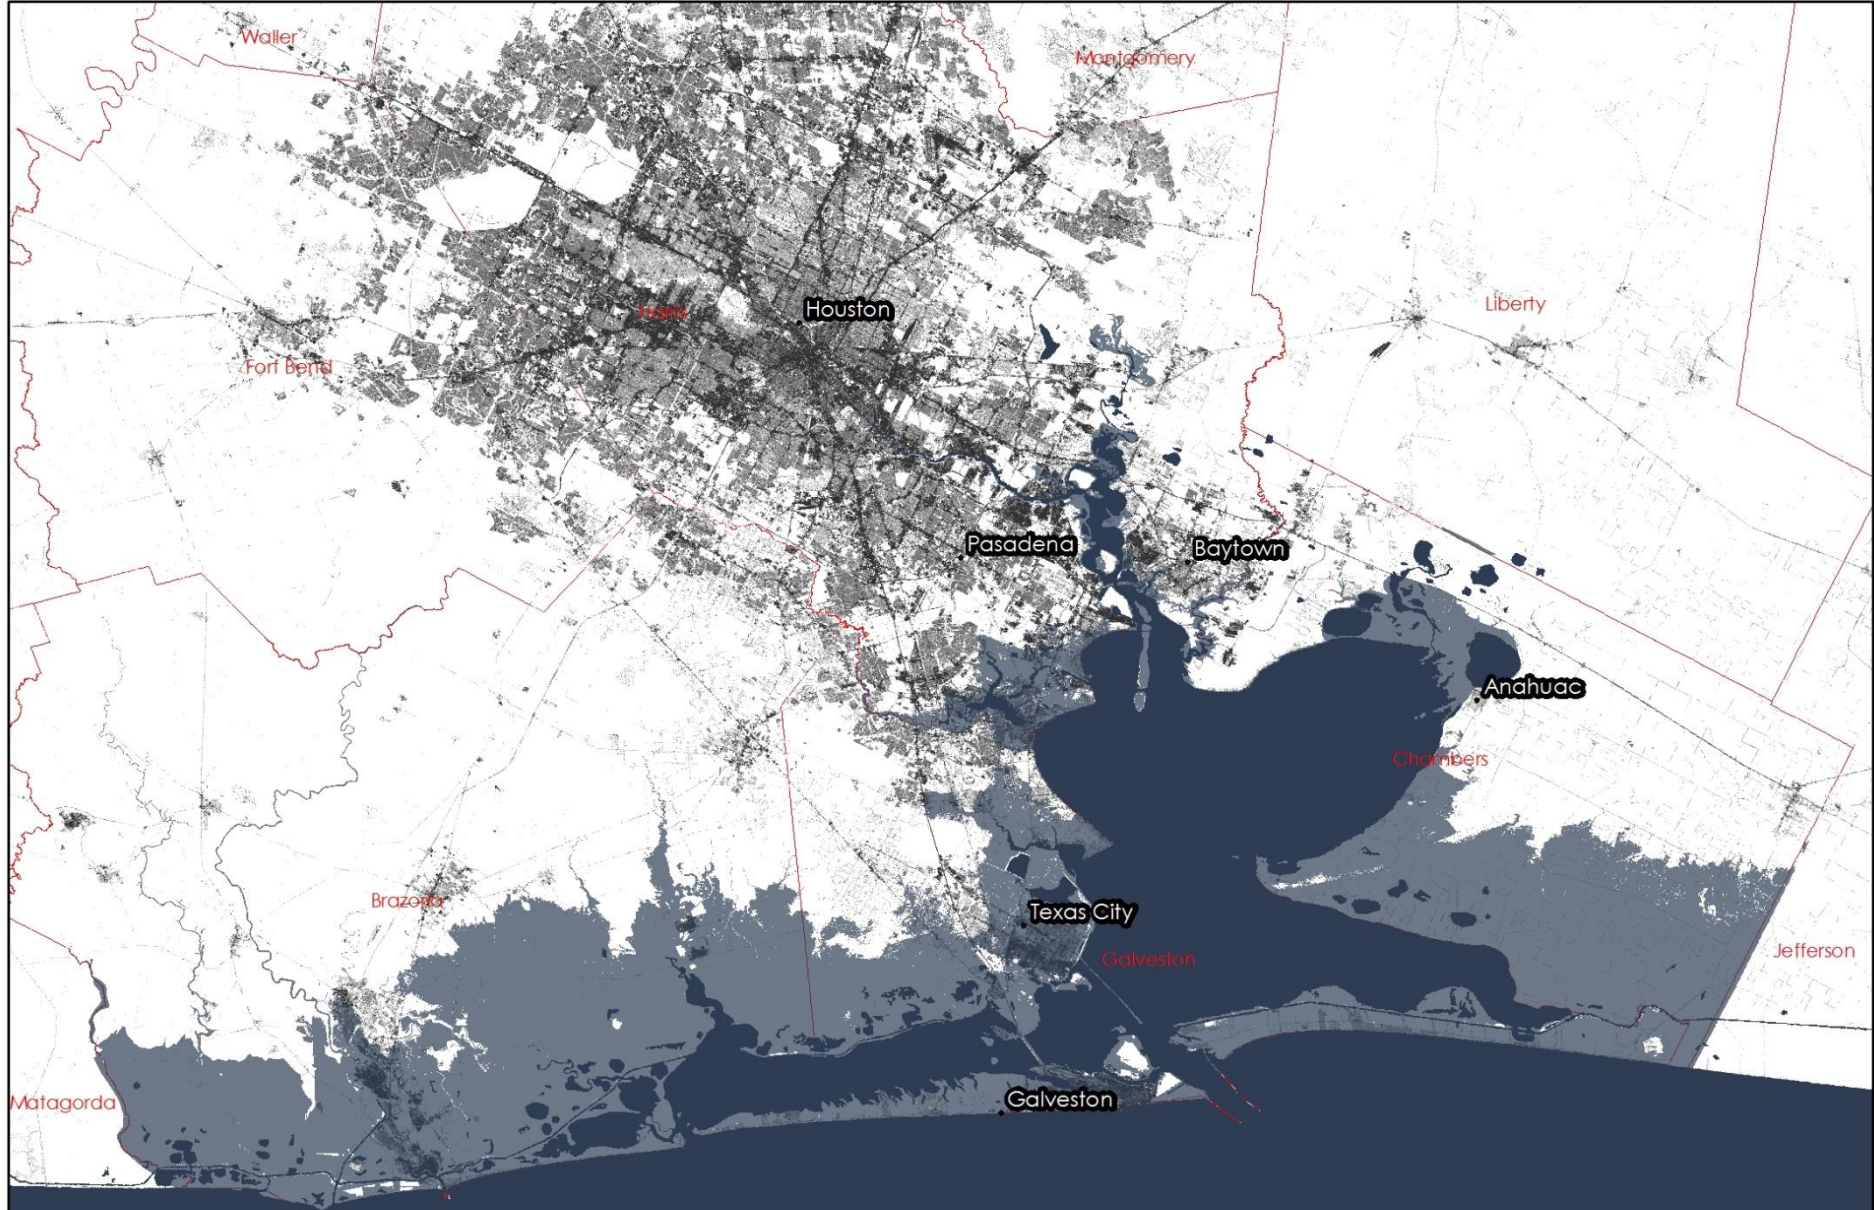 Waller
Montgomery
Liberty
Houston
Harris
Fort Bend
Pasadena
Baytown
Anahuac
Chambers
Brazoria
Texas City
Galveston
Jefferson
Matagorda
Galveston